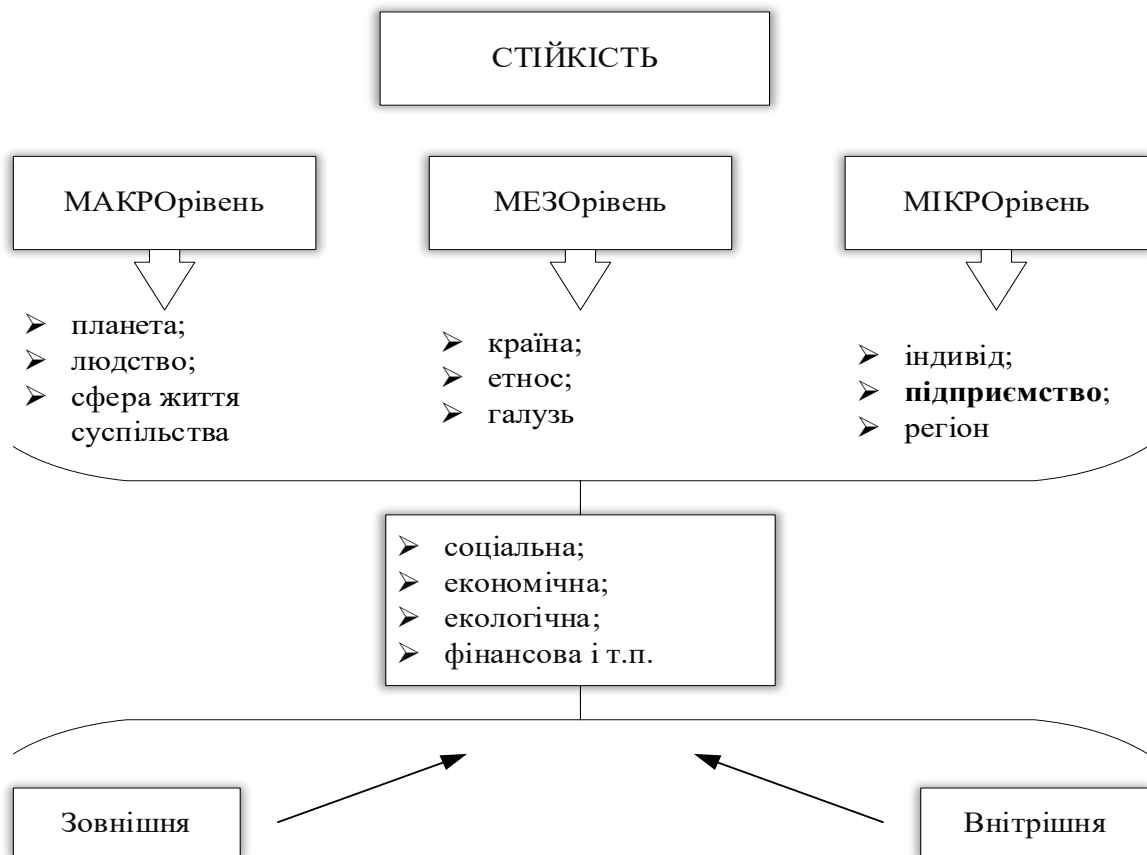 СТІЙКІСТЬ
МАКРОрівень
МЕЗОрівень
МІКРОрівень
➢ планета;
➢ людство;
➢ сфера життя
суспільства
➢ країна;
➢ етнос;
➢ галузь
➢ індивід;
➢ підприємство;
➢ регіон
➢ соціальна;
➢ економічна;
➢ екологічна;
➢ фінансова і т.п.
Зовнішня
Внітрішня